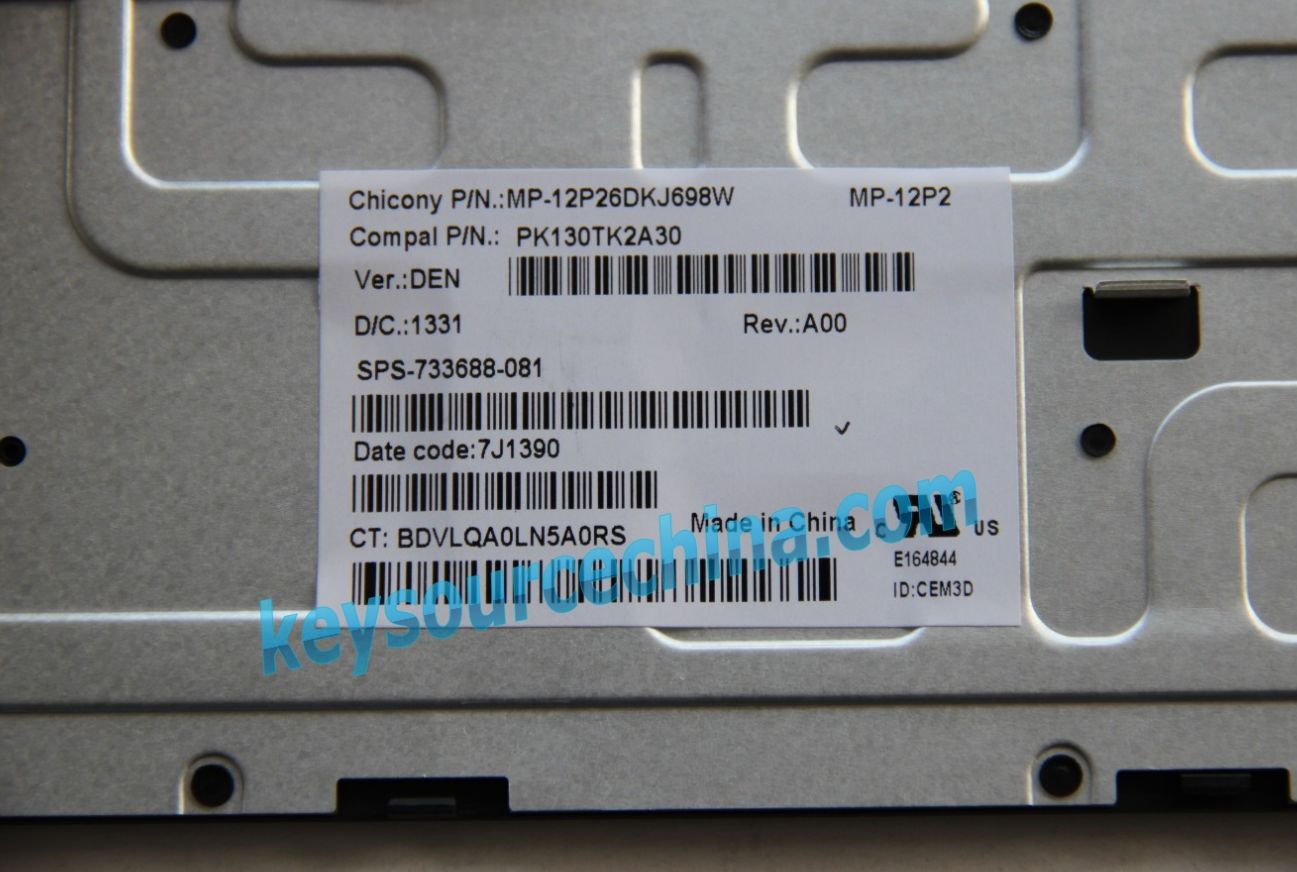 Chicony P/N.:MP-12P26DKJ698W MP-12P2
Compal P/N.: PK130TK2A30
Ver.:DEN
D/C.:1331 Rev.:A00
SPS-733688-081
Date code:7J1390
Made in China c US
CT: BDVLQA0LN5A0RS
E164844
ID:CEM3D
keysourcechina.com